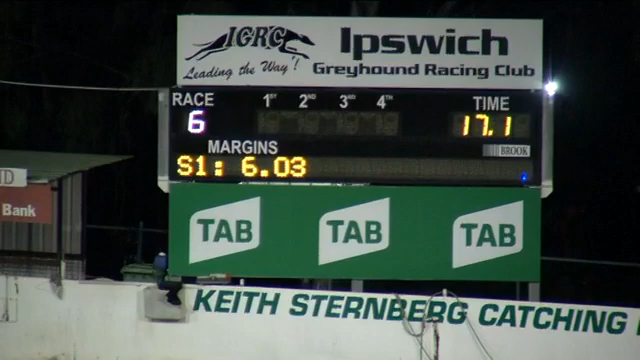 IGRC
Leading the Way!
Ipswich
Greyhound Racing Club
RACE 1ST 2ND 3RD 4TH TIME
6 17.1
MARGINS
BROOK
S1: 6.03
Bank
TAB TAB TAB
KEITH STERNBERG CATCHING